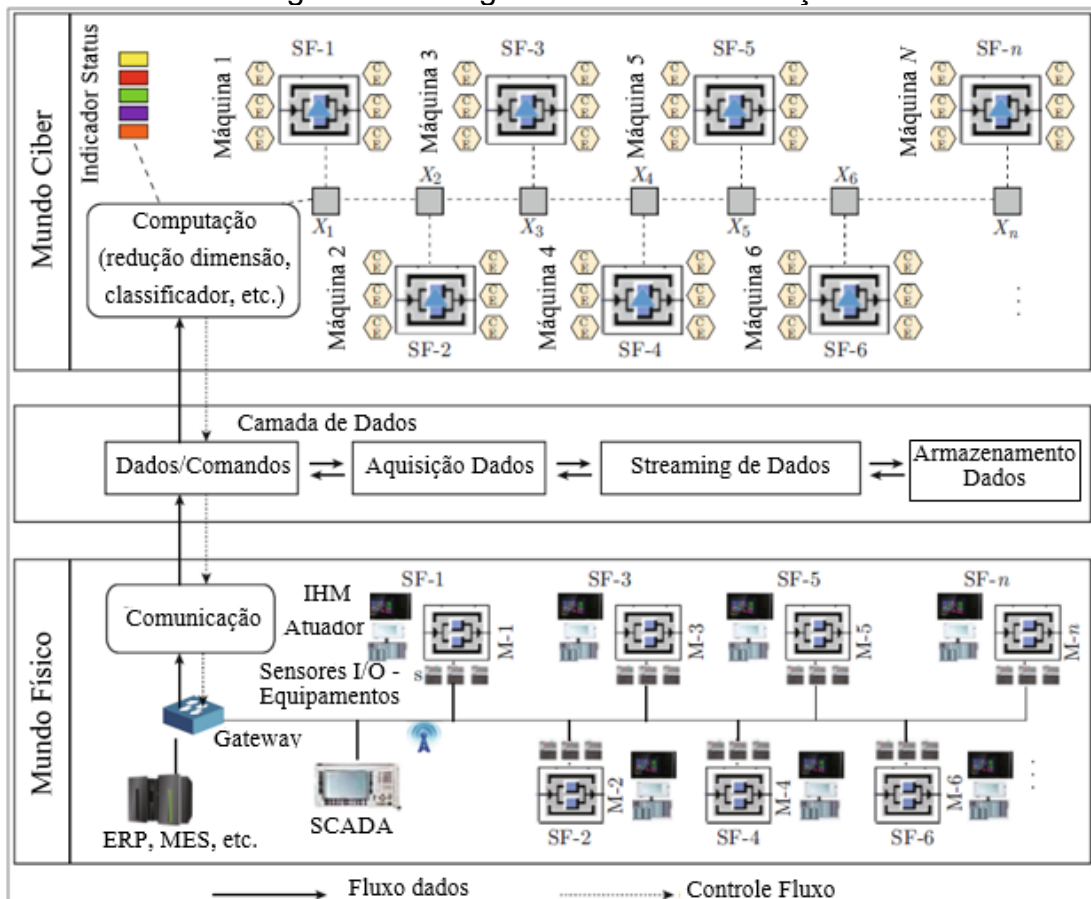 Mundo Ciber
Indicador Status
Computação
(redução dimensão,
classificador, etc.)
Máquina 1
SF-1
C E
C E
C E
C E
C E
C E
Máquina 3
SF-3
C E
C E
C E
C E
C E
C E
Máquina 5
SF-5
C E
C E
C E
C E
C E
C E
Máquina N
SF-n
C E
C E
C E
C E
C E
C E
X1
X2
X3
X4
X5
X6
Xn
Máquina 2
C E
C E
C E
C E
C E
C E
SF-2
Máquina 4
C E
C E
C E
C E
C E
C E
SF-4
Máquina 6
C E
C E
C E
C E
C E
C E
SF-6
Camada de Dados
Dados/Comandos
Aquisição Dados
Streaming de Dados
Armazenamento
Dados
Mundo Físico
Comunicação
IHM
Atuador
Sensores I/O -
Equipamentos
s
SF-1
M-1
SF-3
M-3
SF-5
M-5
SF-n
M-n
Gateway
ERP, MES, etc.
SCADA
M-2
SF-2
M-4
SF-4
M-6
SF-6
Fluxo dados
Controle Fluxo